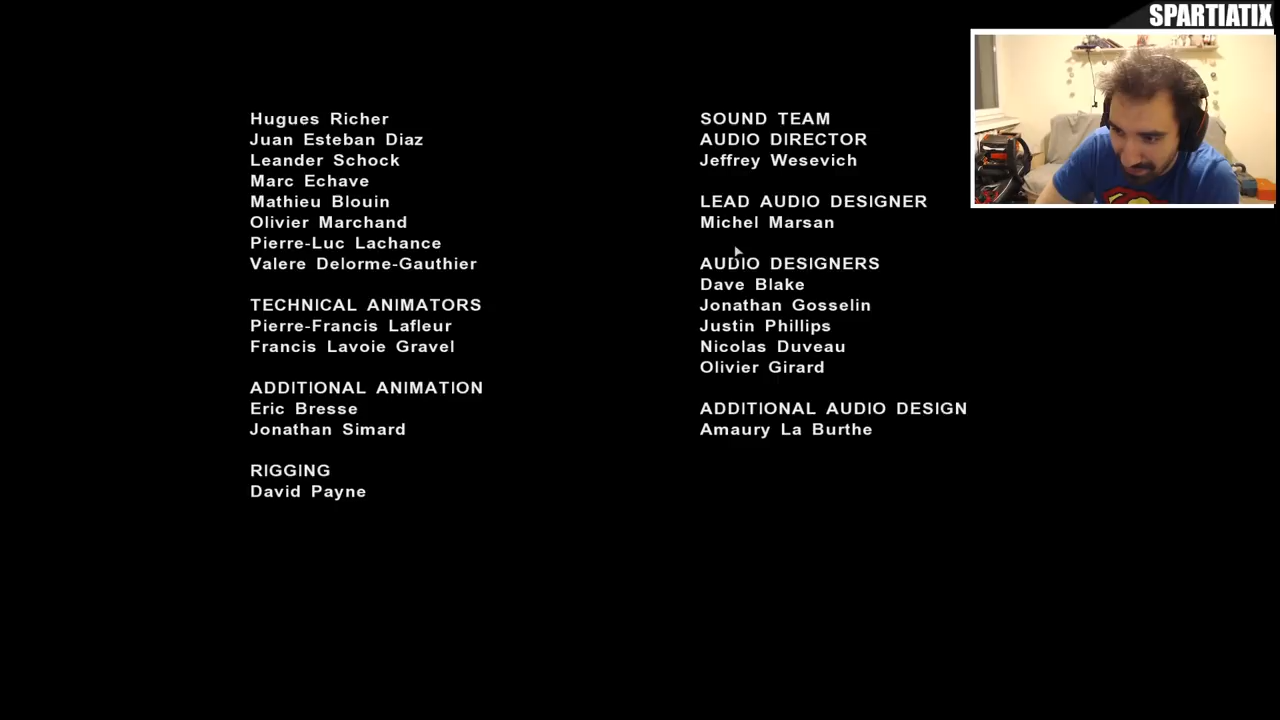 SPARTIATIX
Hugues Richer
Juan Esteban Diaz
Leander Schock
Marc Echave
Mathieu Blouin
Olivier Marchand
Pierre-Luc Lachance
Valere Delorme-Gauthier
TECHNICAL ANIMATORS
Pierre-Francis Lafleur
Francis Lavoie Gravel
ADDITIONAL ANIMATION
Eric Bresse
Jonathan Simard
RIGGING
David Payne
SOUND TEAM
AUDIO DIRECTOR
Jeffrey Wesevich
LEAD AUDIO DESIGNER
Michel Marsan
AUDIO DESIGNERS
Dave Blake
Jonathan Gosselin
Justin Phillips
Nicolas Duveau
Olivier Girard
ADDITIONAL AUDIO DESIGN
Amaury La Burthe